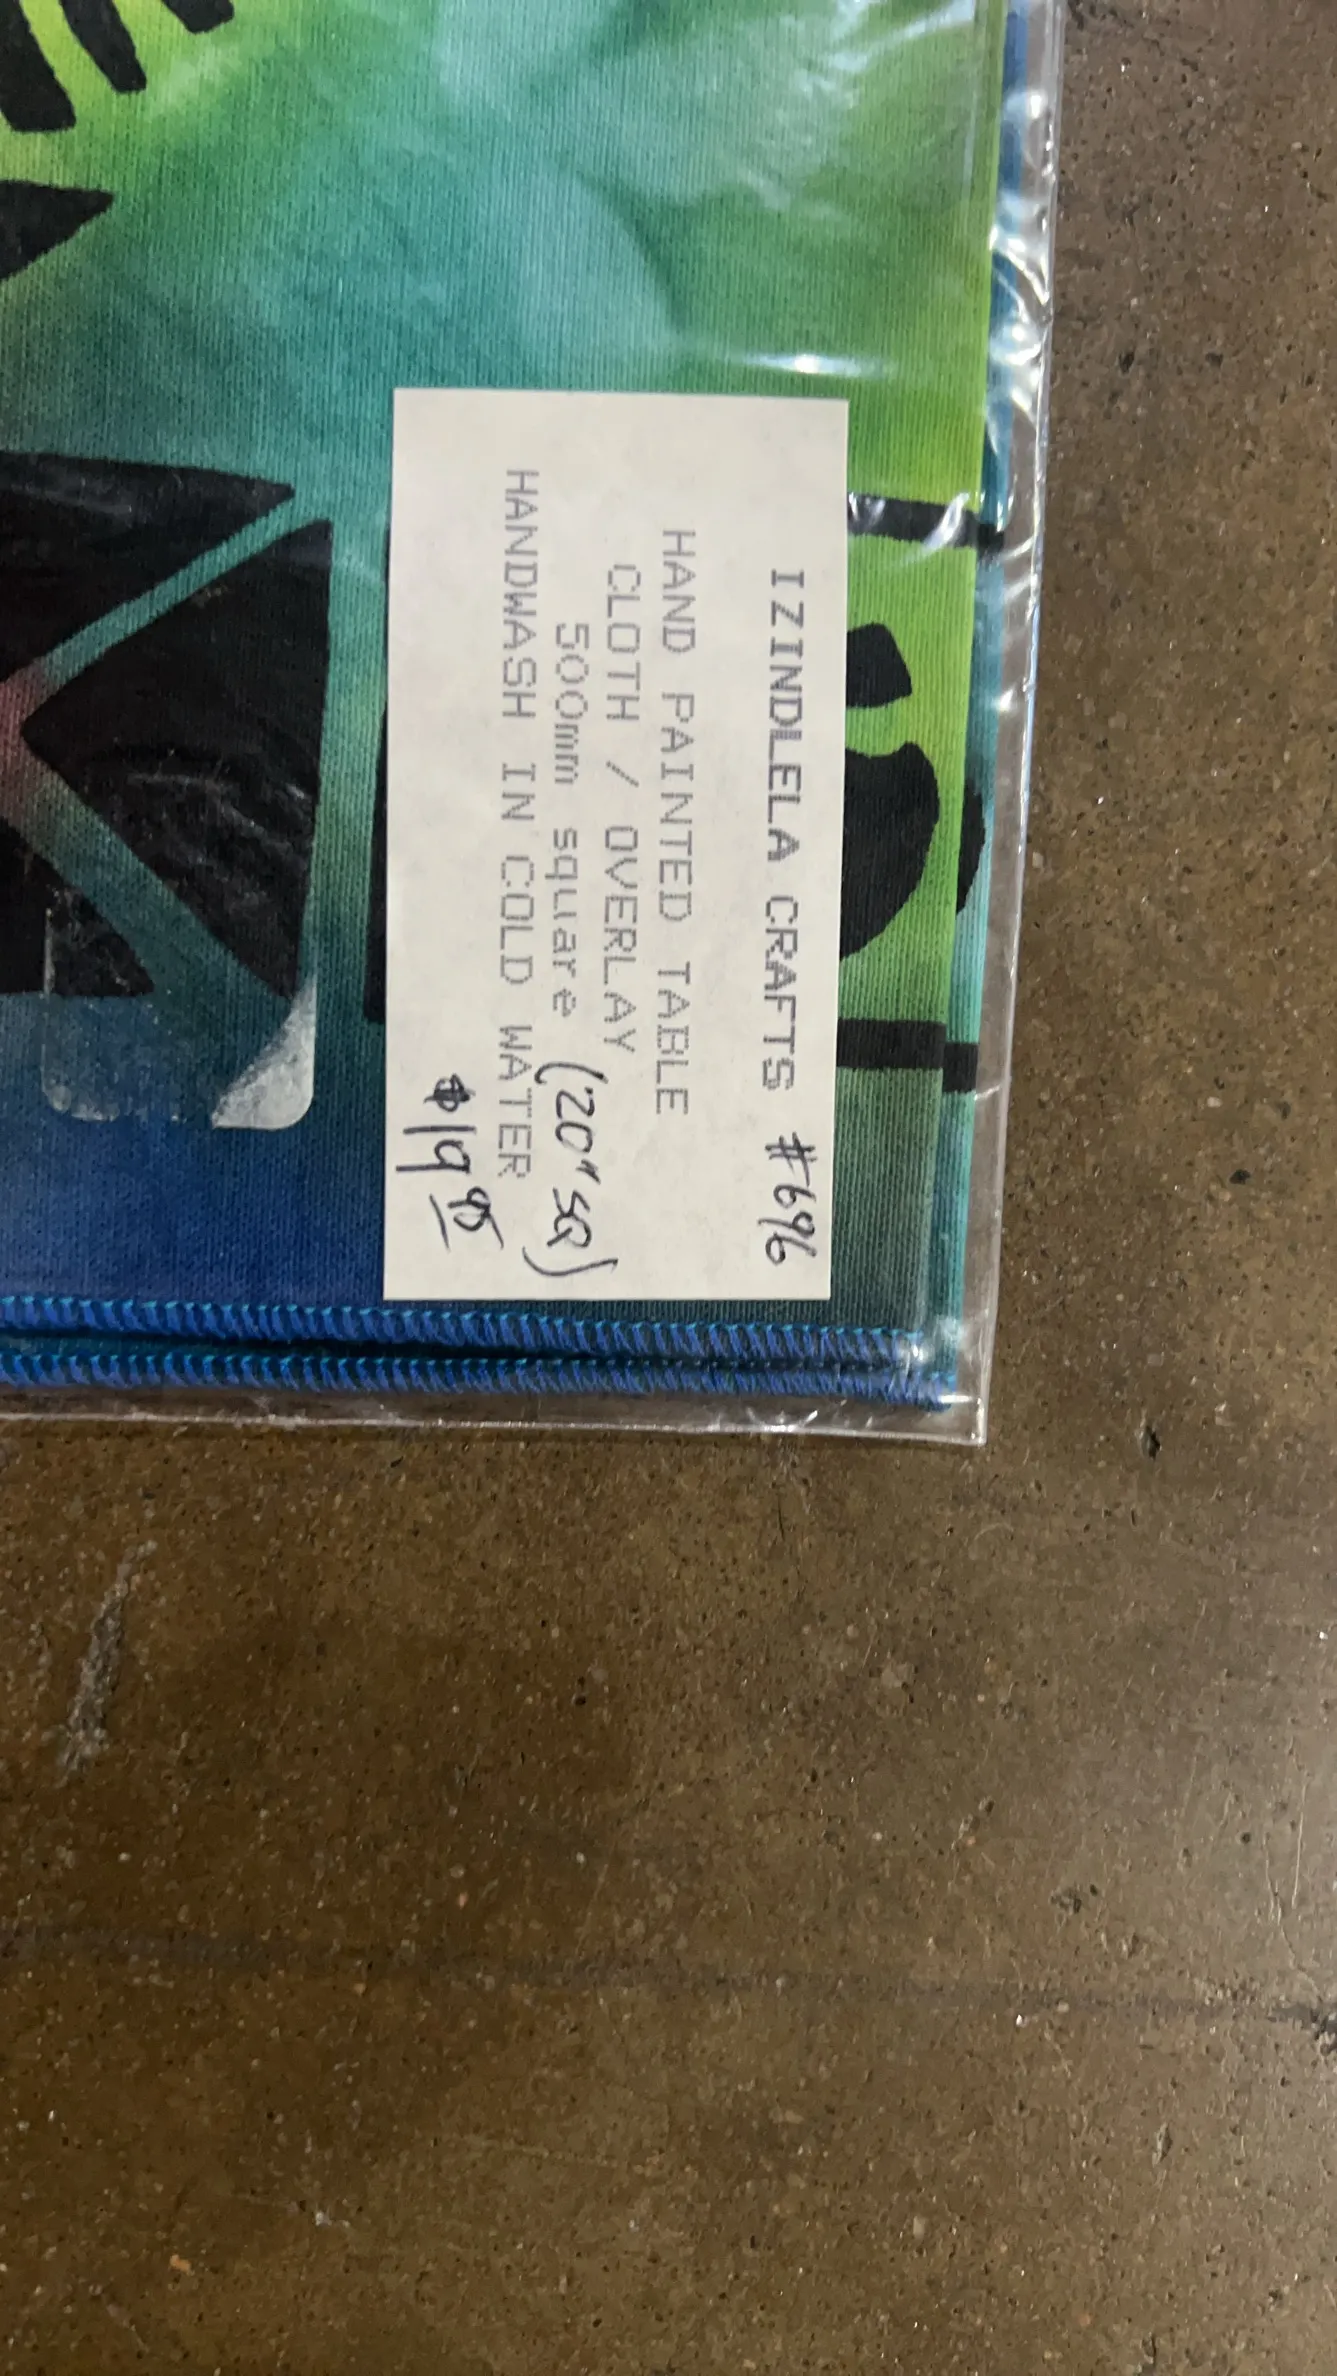 IZINDLELA CRAFTS #696
HAND PAINTED TABLE
CLOTH / OVERLAY
500mm square (20" SQ)
HANDWASH IN COLD WATER
$19 95